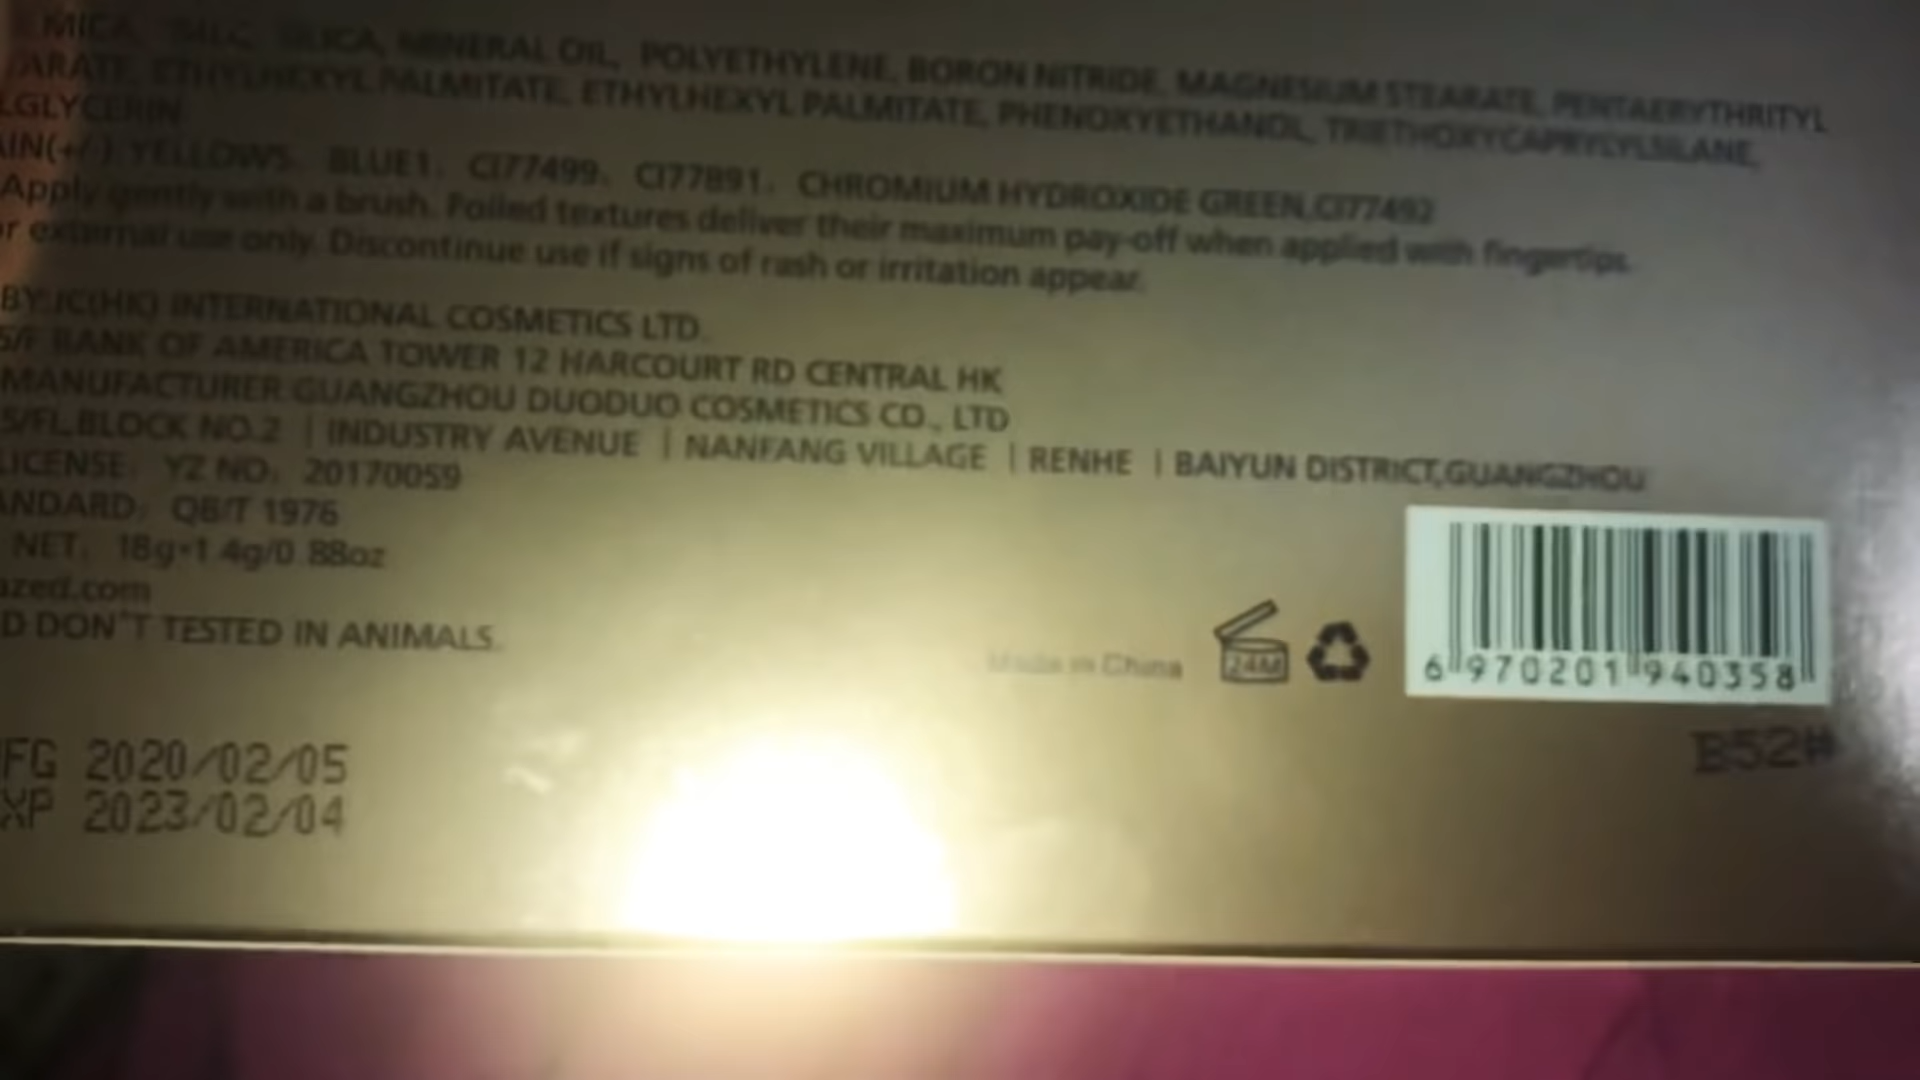 MICA, TALC, SILICA, MINERAL OIL, POLYETHYLENE, BORON NITRIDE, MAGNESIUM STEARATE, PENTAERYTHRITYL
ARATE, ETHYLHEXYL PALMITATE, ETHYLHEXYL PALMITATE, PHENOXYETHANOL, TRIETHOXYCAPRYLYLSILANE,
LGLYCERIN
AIN(+/-) YELLOW5, BLUE1, CI77499, CI77891, CHROMIUM HYDROXIDE GREEN,CI77492
Apply gently with a brush. Foiled textures deliver their maximum pay-off when applied with fingertips.
r external use only. Discontinue use if signs of rash or irritation appear.
BY:JC(HK) INTERNATIONAL COSMETICS LTD.
5/F BANK OF AMERICA TOWER 12 HARCOURT RD CENTRAL HK
MANUFACTURER:GUANGZHOU DUODUO COSMETICS CO., LTD
5/FL.BLOCK NO.2 | INDUSTRY AVENUE | NANFANG VILLAGE | RENHE | BAIYUN DISTRICT,GUANGZHOU
LICENSE: YZ NO: 20170059
ANDARD: QB/T 1976
NET: 18g*1.4g/0.88oz
azed.com
D DON'T TESTED IN ANIMALS.
Made in China
24M
6 970201 940358
B52#
FG 2020/02/05
XP 2023/02/04